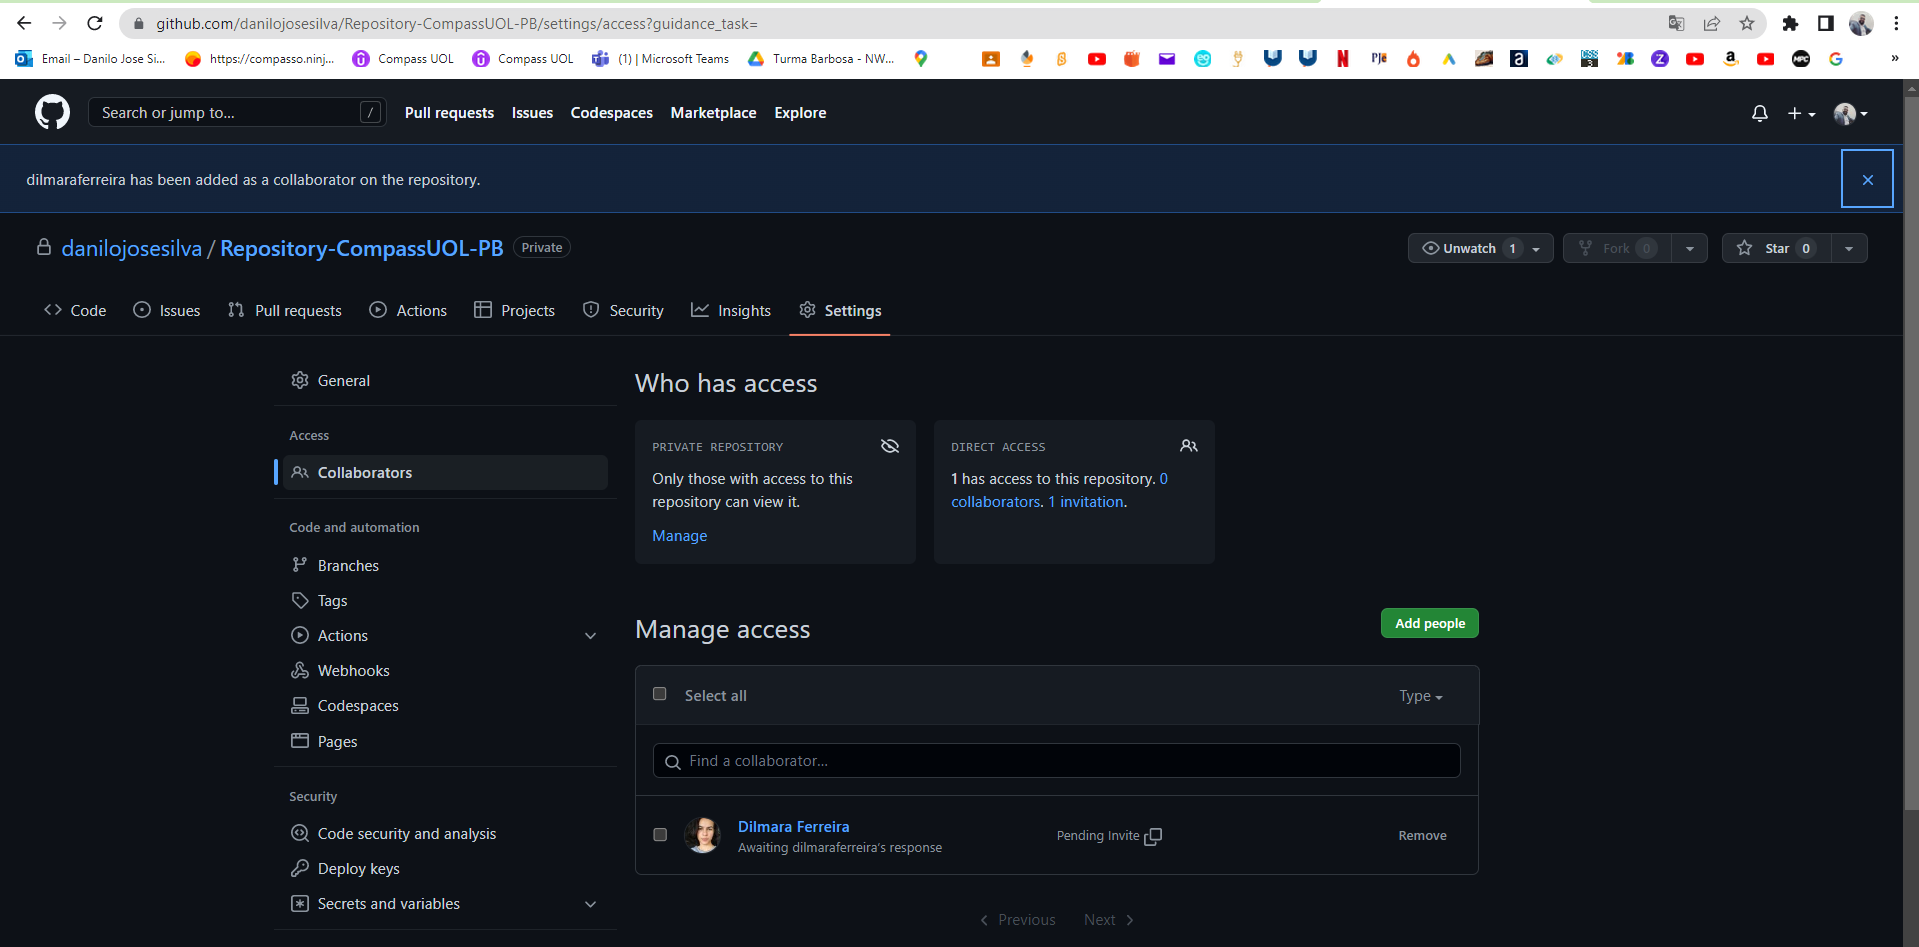 github.com/danilojosesilva/Repository-CompassUOL-PB/settings/access?guidance_task=
Email – Danilo Jose Si...
https://compasso.ninj...
Compass UOL
Compass UOL
(1) | Microsoft Teams
Turma Barbosa - NW...
»
Search or jump to...
/
Pull requests
Issues
Codespaces
Marketplace
Explore
dilmaraferreira has been added as a collaborator on the repository.
danilojosesilva / Repository-CompassUOL-PB
Private
Unwatch 1
Fork 0
Star 0
Code
Issues
Pull requests
Actions
Projects
Security
Insights
Settings
General
Access
Collaborators
Code and automation
Branches
Tags
Actions
Webhooks
Codespaces
Pages
Security
Code security and analysis
Deploy keys
Secrets and variables
Who has access
PRIVATE REPOSITORY
Only those with access to this
repository can view it.
Manage
DIRECT ACCESS
1 has access to this repository. 0
collaborators. 1 invitation.
Manage access
Add people
Select all
Type
Find a collaborator...
Dilmara Ferreira
Awaiting dilmaraferreira's response
Pending Invite
Remove
Previous
Next